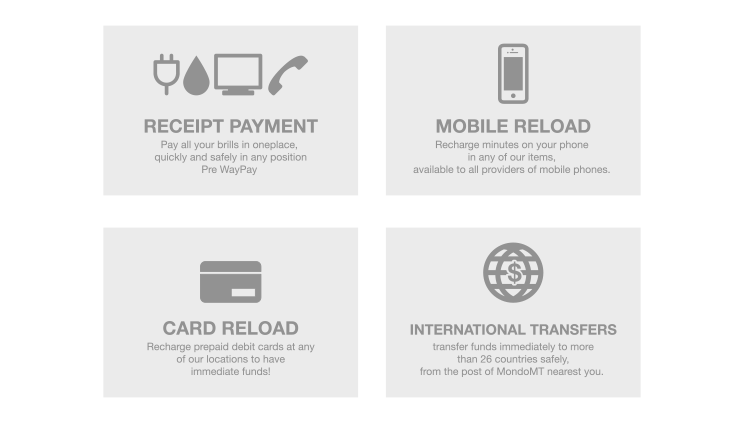 RECEIPT PAYMENT
Pay all your brills in oneplace,
quickly and safely in any position
Pre WayPay
MOBILE RELOAD
Recharge minutes on your phone
in any of our items,
available to all providers of mobile phones.
CARD RELOAD
Recharge prepaid debit cards at any
of our locations to have
immediate funds!
$
INTERNATIONAL TRANSFERS
transfer funds immediately to more
than 26 countries safely,
from the post of MondoMT nearest you.